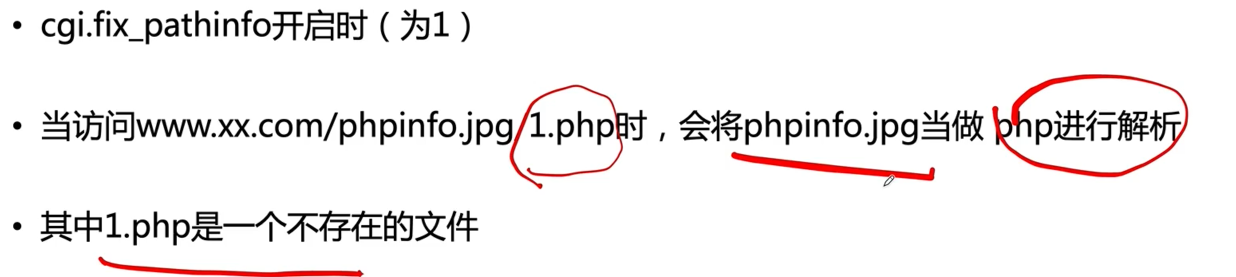 • cgi.fix_pathinfo开启时（为1）
• 当访问www.xx.com/phpinfo.jpg/1.php时，会将phpinfo.jpg当做 php进行解析
• 其中1.php是一个不存在的文件